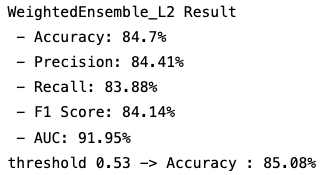 WeightedEnsemble_L2 Result
- Accuracy: 84.7%
- Precision: 84.41%
- Recall: 83.88%
- F1 Score: 84.14%
- AUC: 91.95%
threshold 0.53 -> Accuracy : 85.08%